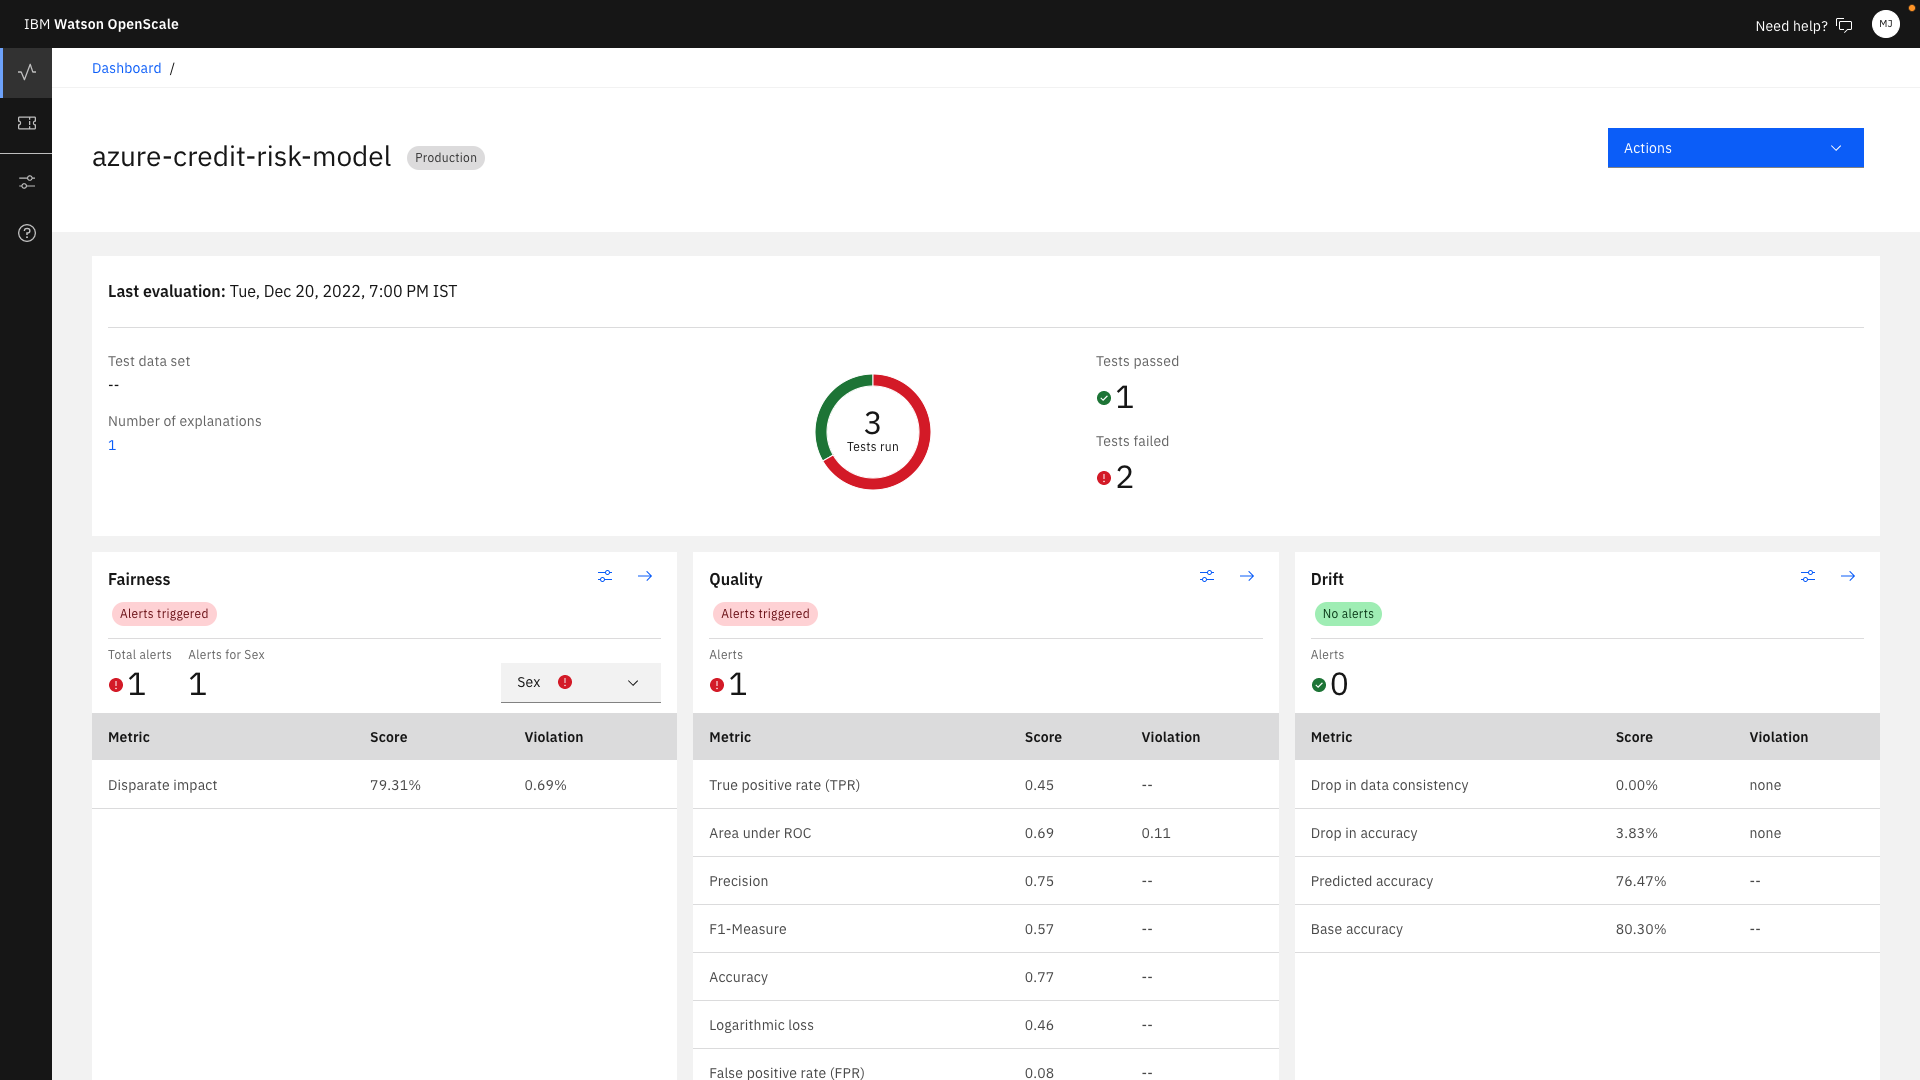 IBM Watson OpenScale
Need help?
MJ
Dashboard /
azure-credit-risk-model
Production
Actions
Last evaluation: Tue, Dec 20, 2022, 7:00 PM IST
Test data set
--
Number of explanations
1
3
Tests run
Tests passed
1
Tests failed
2
Fairness
Alerts triggered
Total alerts
1
Alerts for Sex
1
Sex
Metric Score Violation
Disparate impact 79.31% 0.69%
Quality
Alerts triggered
Alerts
1
Metric Score Violation
True positive rate (TPR) 0.45 --
Area under ROC 0.69 0.11
Precision 0.75 --
F1-Measure 0.57 --
Accuracy 0.77 --
Logarithmic loss 0.46 --
False positive rate (FPR) 0.08 --
Drift
No alerts
Alerts
0
Metric Score Violation
Drop in data consistency 0.00% none
Drop in accuracy 3.83% none
Predicted accuracy 76.47% --
Base accuracy 80.30% --